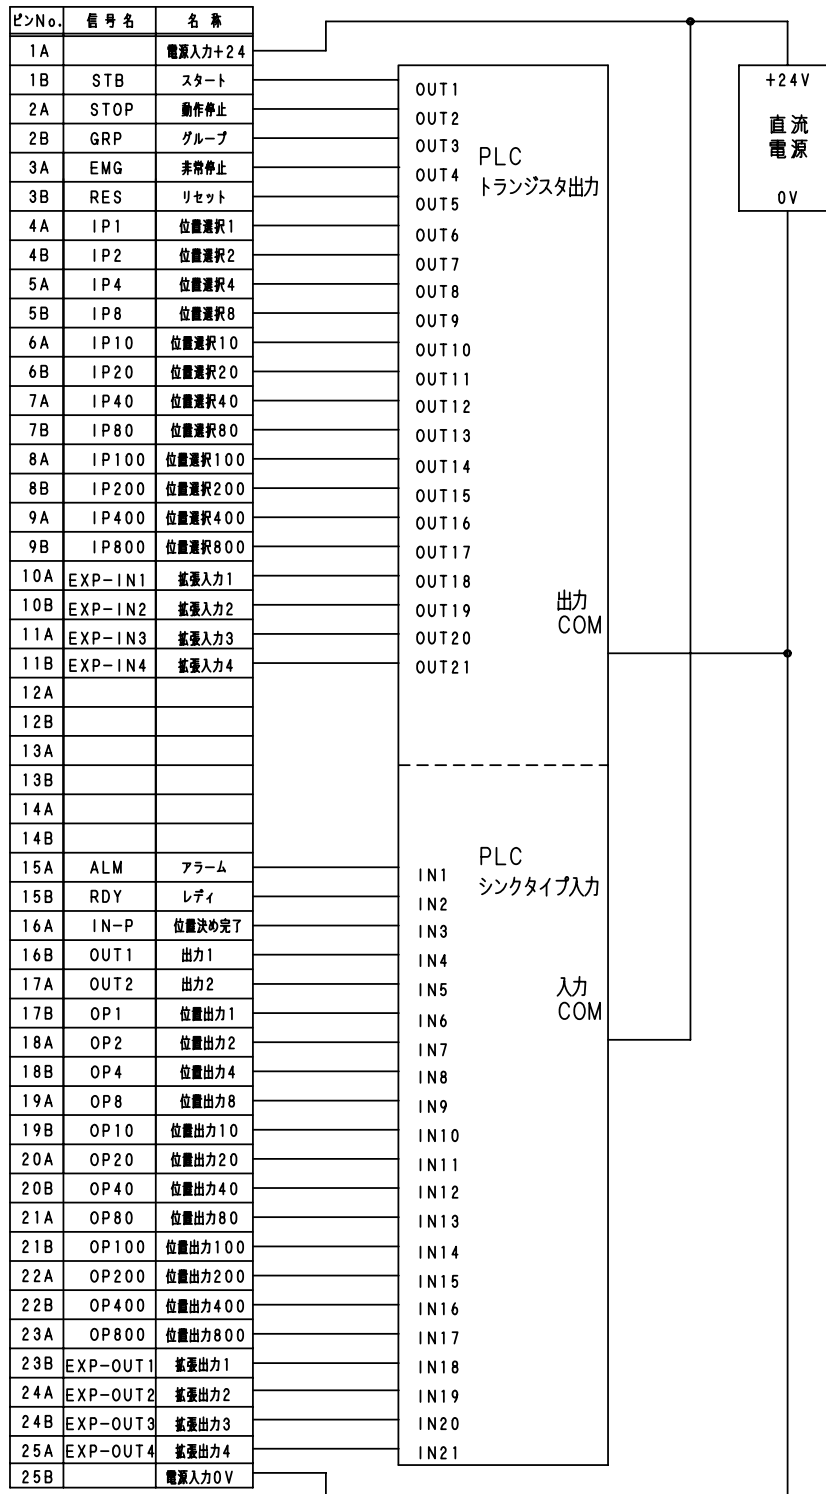 ピンNo. 信号名 名称
1A 電源入力+24
1B STB スタート
2A STOP 動作停止
2B GRP グループ
3A EMG 非常停止
3B RES リセット
4A IP1 位置選択1
4B IP2 位置選択2
5A IP4 位置選択4
5B IP8 位置選択8
6A IP10 位置選択10
6B IP20 位置選択20
7A IP40 位置選択40
7B IP80 位置選択80
8A IP100 位置選択100
8B IP200 位置選択200
9A IP400 位置選択400
9B IP800 位置選択800
10A EXP-IN1 拡張入力1
10B EXP-IN2 拡張入力2
11A EXP-IN3 拡張入力3
11B EXP-IN4 拡張入力4
12A
12B
13A
13B
14A
14B
15A ALM アラーム
15B RDY レディ
16A IN-P 位置決め完了
16B OUT1 出力1
17A OUT2 出力2
17B OP1 位置出力1
18A OP2 位置出力2
18B OP4 位置出力4
19A OP8 位置出力8
19B OP10 位置出力10
20A OP20 位置出力20
20B OP40 位置出力40
21A OP80 位置出力80
21B OP100 位置出力100
22A OP200 位置出力200
22B OP400 位置出力400
23A OP800 位置出力800
23B EXP-OUT1 拡張出力1
24A EXP-OUT2 拡張出力2
24B EXP-OUT3 拡張出力3
25A EXP-OUT4 拡張出力4
25B 電源入力0V
OUT1
OUT2
OUT3
OUT4
OUT5
OUT6
OUT7
OUT8
OUT9
OUT10
OUT11
OUT12
OUT13
OUT14
OUT15
OUT16
OUT17
OUT18
OUT19
OUT20
OUT21
PLC
トランジスタ出力
出力
COM
IN1
IN2
IN3
IN4
IN5
IN6
IN7
IN8
IN9
IN10
IN11
IN12
IN13
IN14
IN15
IN16
IN17
IN18
IN19
IN20
IN21
PLC
シンクタイプ入力
入力
COM
+24V
直流
電源
0V